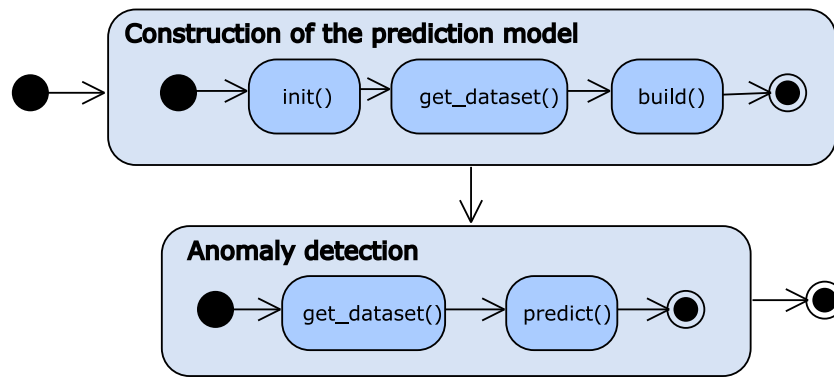 Construction of the prediction model
init()
get_dataset()
build()
Anomaly detection
get_dataset()
predict()